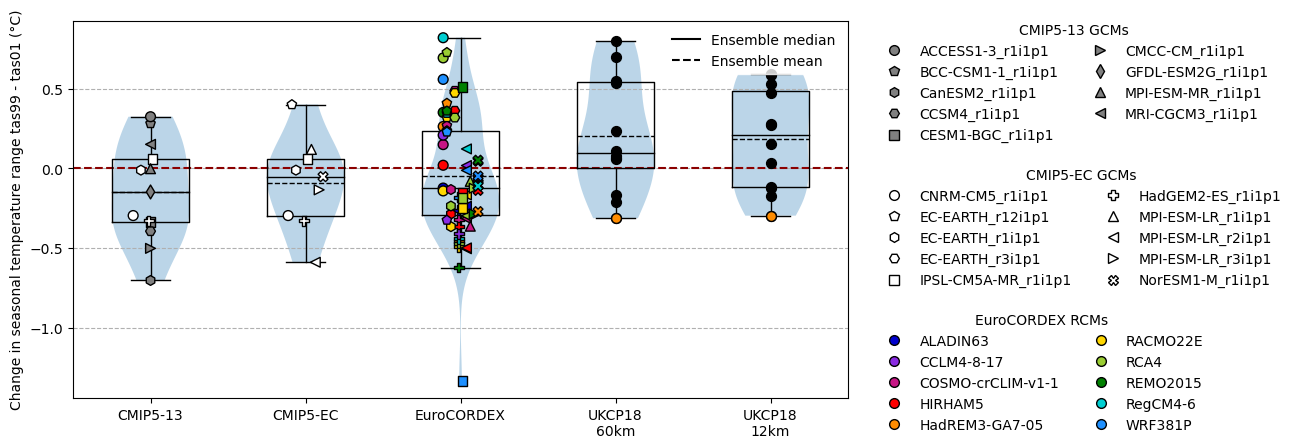 Change in seasonal temperature range tas99 - tas01 (°C)
0.5
0.0
−0.5
−1.0
Ensemble median
Ensemble mean
CMIP5-13
CMIP5-EC
EuroCORDEX
UKCP18
60km
UKCP18
12km
CMIP5-13 GCMs
ACCESS1-3_r1i1p1
BCC-CSM1-1_r1i1p1
CanESM2_r1i1p1
CCSM4_r1i1p1
CESM1-BGC_r1i1p1
CMCC-CM_r1i1p1
GFDL-ESM2G_r1i1p1
MPI-ESM-MR_r1i1p1
MRI-CGCM3_r1i1p1
CMIP5-EC GCMs
CNRM-CM5_r1i1p1
EC-EARTH_r12i1p1
EC-EARTH_r1i1p1
EC-EARTH_r3i1p1
IPSL-CM5A-MR_r1i1p1
HadGEM2-ES_r1i1p1
MPI-ESM-LR_r1i1p1
MPI-ESM-LR_r2i1p1
MPI-ESM-LR_r3i1p1
NorESM1-M_r1i1p1
EuroCORDEX RCMs
ALADIN63
CCLM4-8-17
COSMO-crCLIM-v1-1
HIRHAM5
HadREM3-GA7-05
RACMO22E
RCA4
REMO2015
RegCM4-6
WRF381P